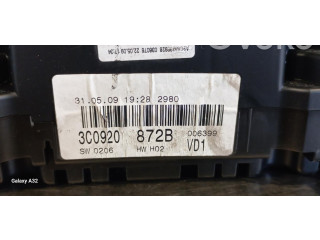 31.05.09 19:28 2980
3C0920 872B 006399
SW 0206 HW H02 VD1
Galaxy A32